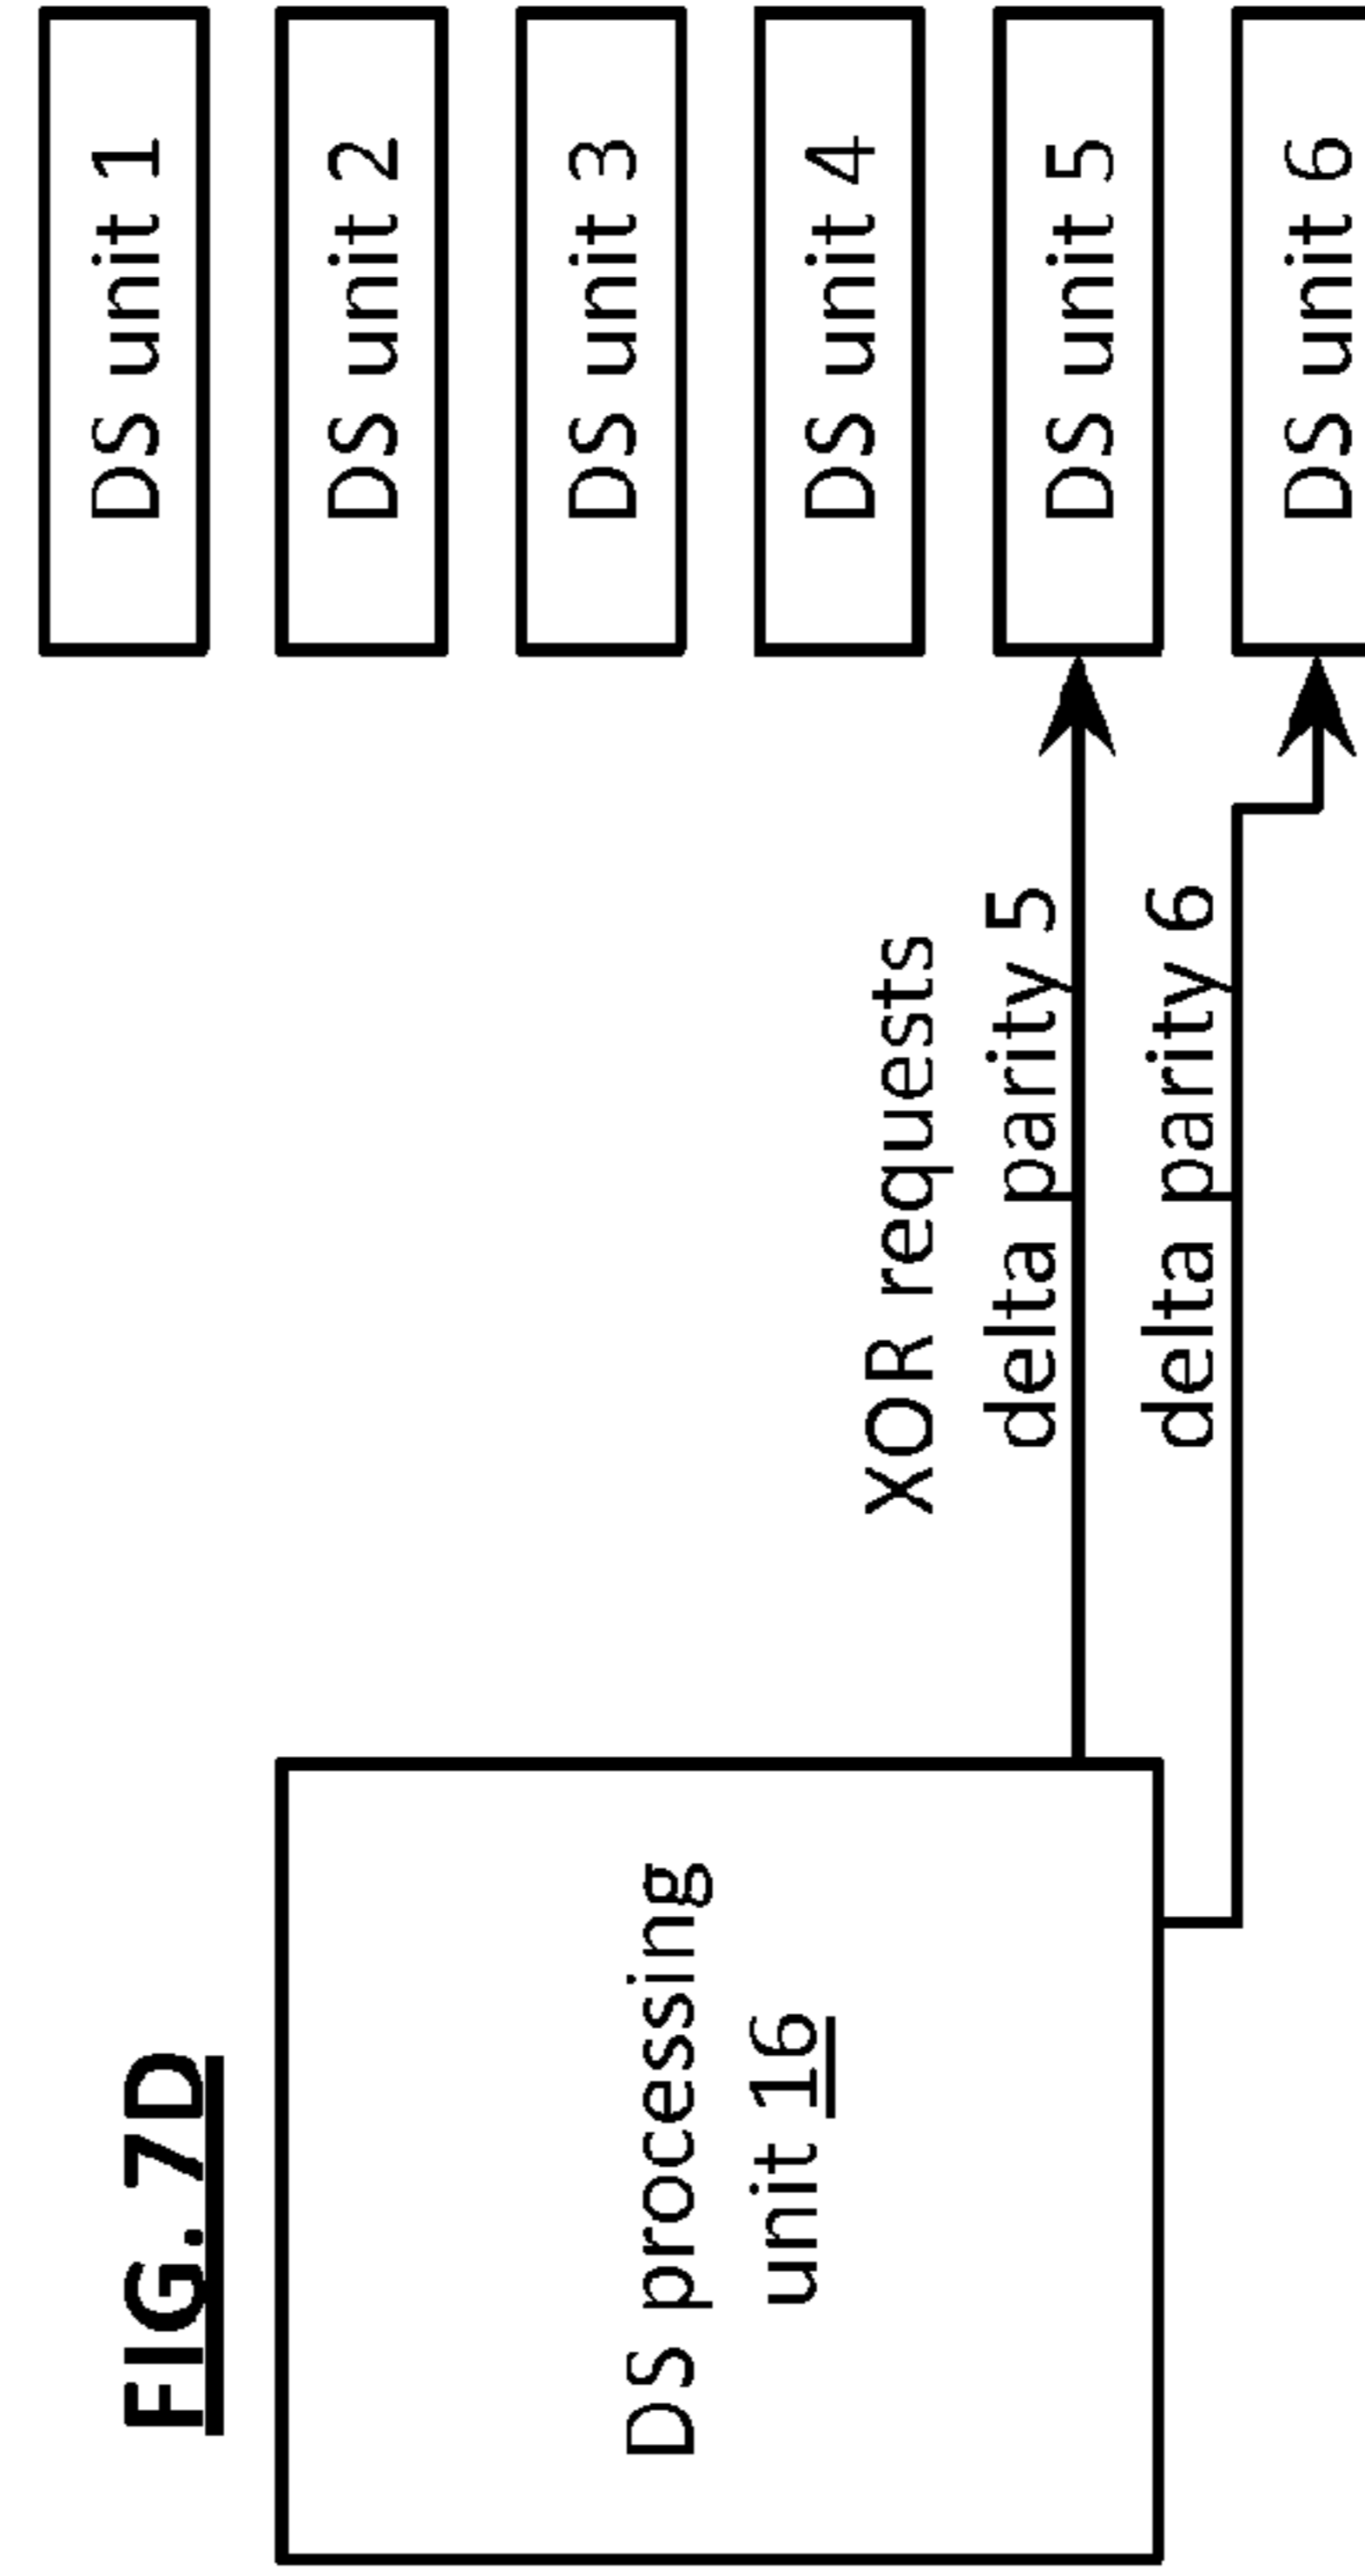 FIG. 7D
DS processing
unit 16
XOR requests
delta parity 5
delta parity 6
DS unit 1
DS unit 2
DS unit 3
DS unit 4
DS unit 5
DS unit 6